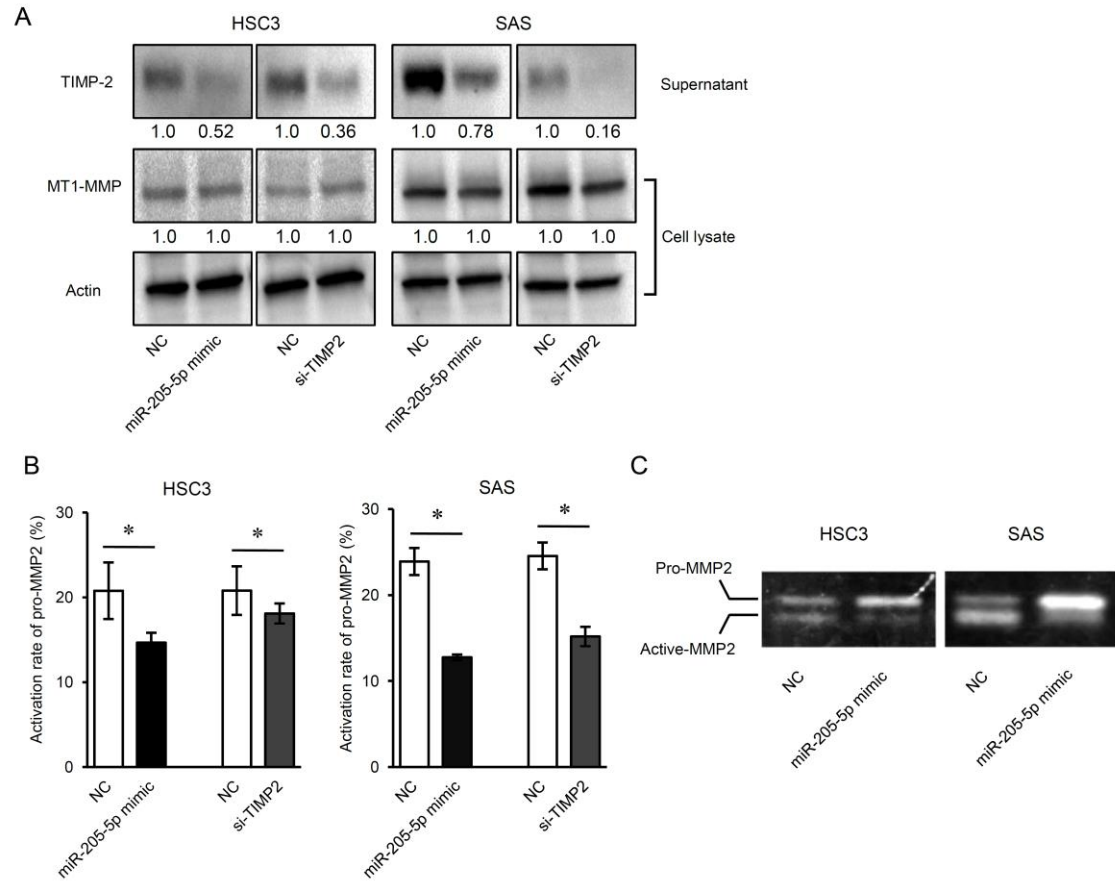 A
HSC3 SAS
TIMP-2 Supernatant
1.0 0.52 1.0 0.36 1.0 0.78 1.0 0.16
MT1-MMP
1.0 1.0 1.0 1.0 1.0 1.0 1.0 1.0
Cell lysate
Actin
NC miR-205-5p mimic NC si-TIMP2 NC miR-205-5p mimic NC si-TIMP2
B
HSC3
Activation rate of pro-MMP2 (%)
30
20
10
0
* *
NC miR-205-5p mimic NC si-TIMP2
SAS
Activation rate of pro-MMP2 (%)
30
20
10
0
* *
NC miR-205-5p mimic NC si-TIMP2
C
HSC3 SAS
Pro-MMP2
Active-MMP2
NC miR-205-5p mimic NC miR-205-5p mimic